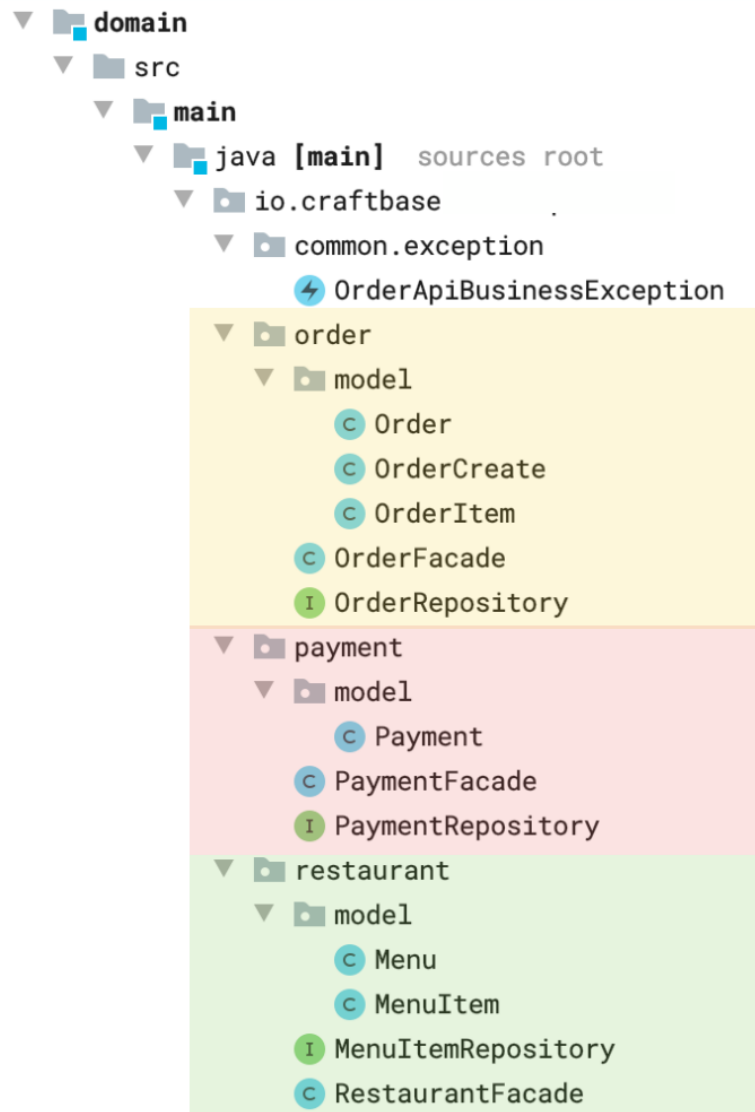 domain
src
main
java [main] sources root
io.craftbase
common.exception
OrderApiBusinessException
order
model
C Order
C OrderCreate
C OrderItem
C OrderFacade
I OrderRepository
payment
model
C Payment
C PaymentFacade
I PaymentRepository
restaurant
model
C Menu
C MenuItem
I MenuItemRepository
C RestaurantFacade